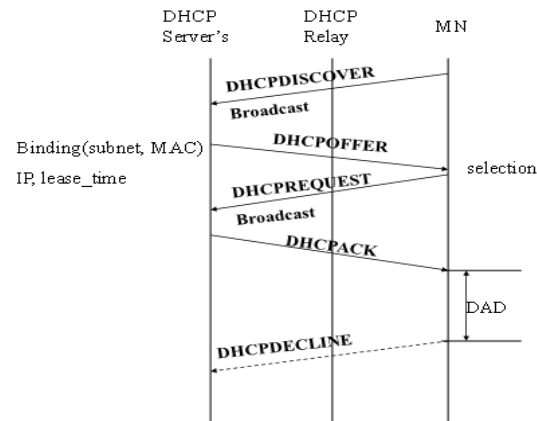 DHCP
Server's
DHCP
Relay
MN
DHCPDISCOVER
Broadcast
Binding(subnet, MAC)
DHCPOFFER
IP, lease_time
selection
DHCPREQUEST
Broadcast
DHCPACK
DAD
DHCPDECLINE